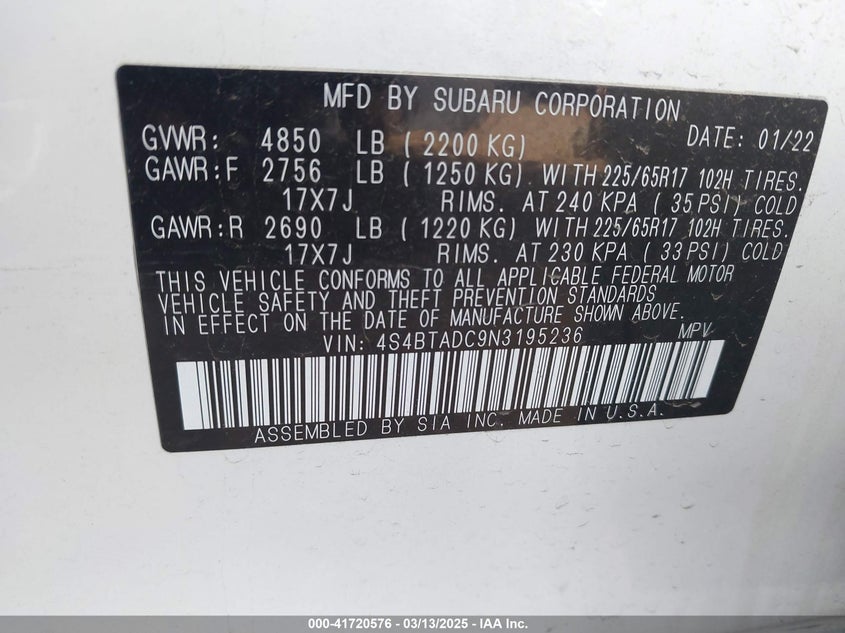 MFD BY SUBARU CORPORATION
GVWR: 4850 LB (2200 KG) DATE: 01/22
GAWR:F 2756 LB (1250 KG) WITH 225/65R17 102H TIRES.
17X7J RIMS. AT 240 KPA (35 PSI) COLD
GAWR:R 2690 LB (1220 KG) WITH 225/65R17 102H TIRES.
17X7J RIMS. AT 230 KPA (33 PSI) COLD
THIS VEHICLE CONFORMS TO ALL APPLICABLE FEDERAL MOTOR
VEHICLE SAFETY AND THEFT PREVENTION STANDARDS
IN EFFECT ON THE DATE OF MANUFACTURE SHOWN ABOVE.
VIN: 4S4BTADC9N3195236 MPV
ASSEMBLED BY SIA INC. MADE IN U.S.A.
000-41720576 — 03/13/2025 — IAA Inc.